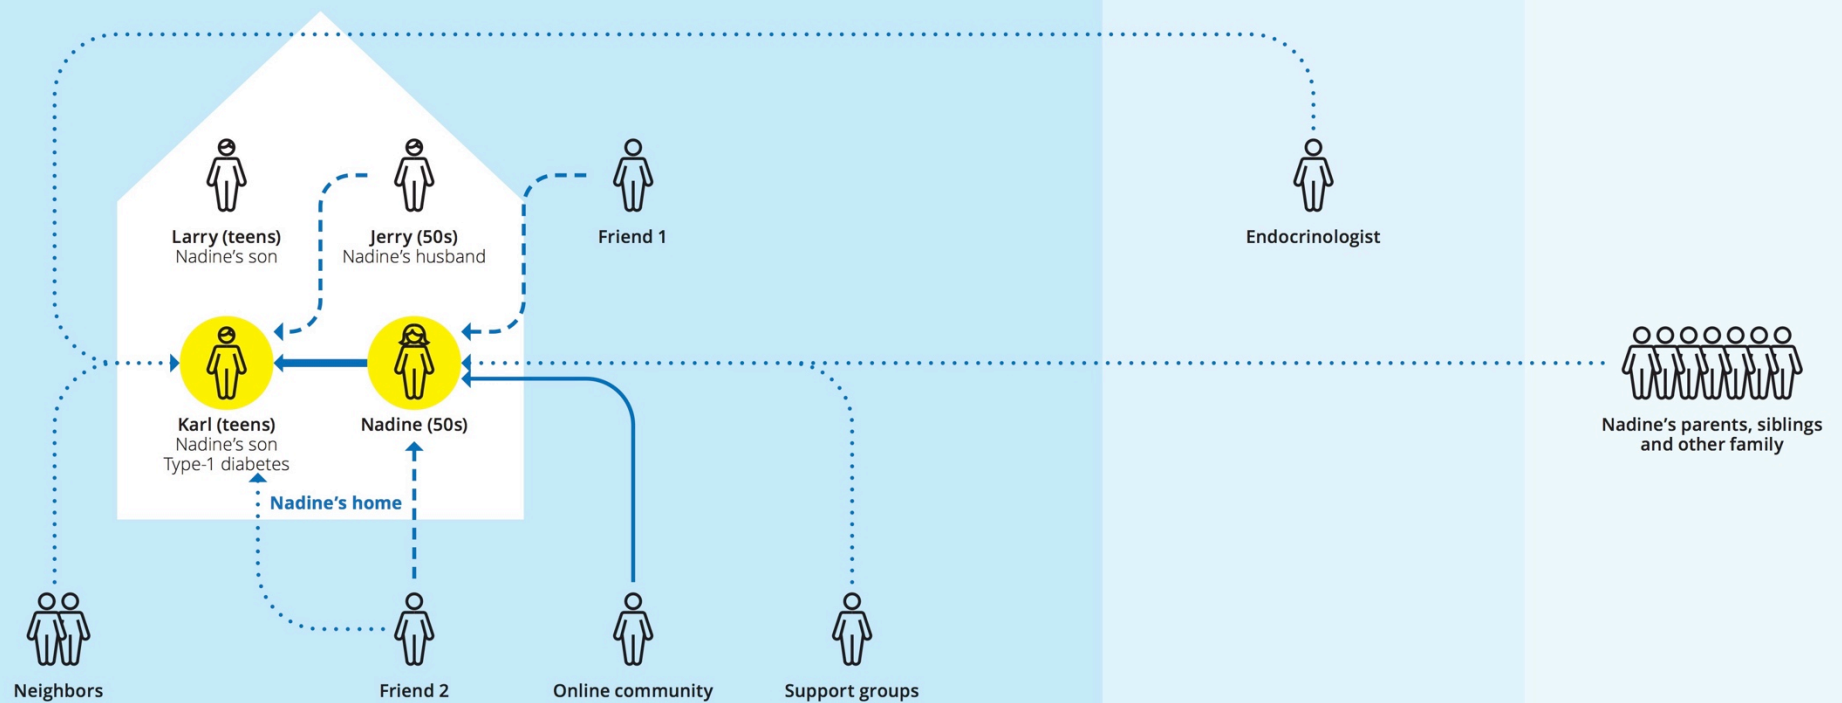 Larry (teens)
Nadine’s son
Jerry (50s)
Nadine’s husband
Friend 1
Endocrinologist
Karl (teens)
Nadine’s son
Type-1 diabetes
Nadine (50s)
Nadine’s parents, siblings
and other family
Nadine’s home
Neighbors
Friend 2
Online community
Support groups